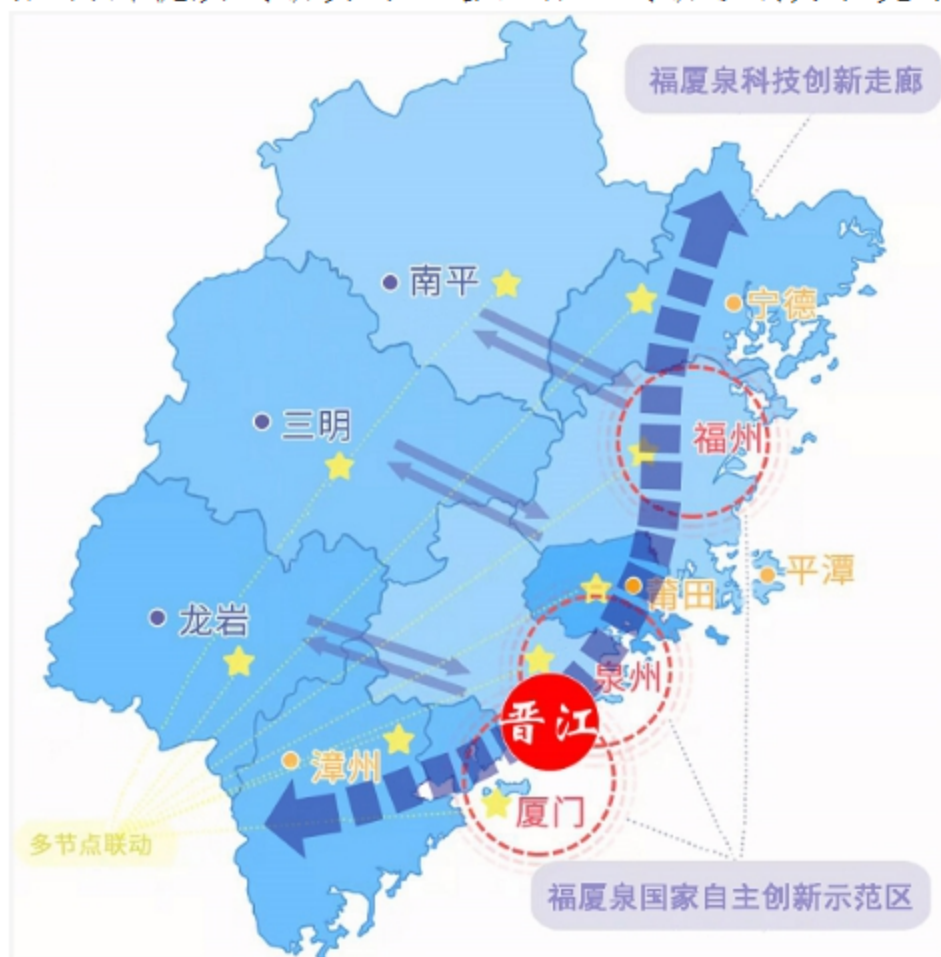 福厦泉科技创新走廊
南平
宁德
三明
福州
平潭
莆田
龙岩
泉州
晋江
漳州
厦门
多节点联动
福厦泉国家自主创新示范区